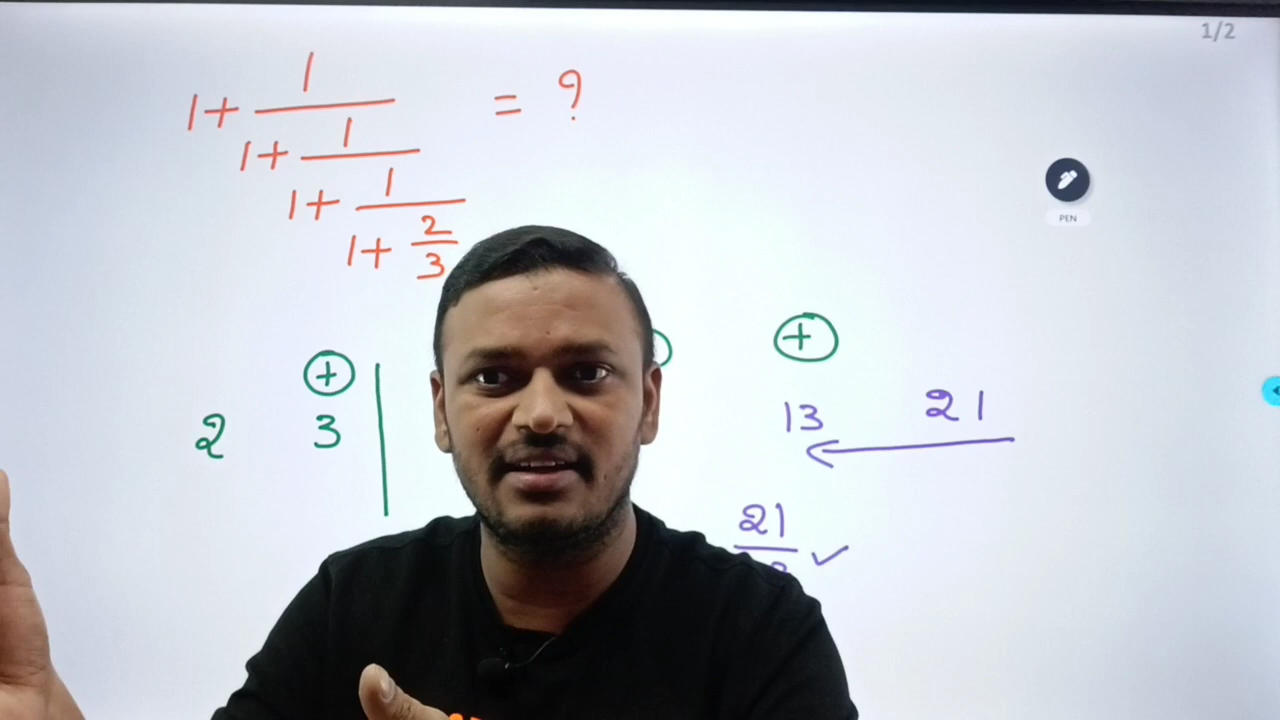 1/2
1+ 1 = ?
1+ 1
1+ 1
1+ 2/3
+ +
2 3 13 21
21 ✓
PEN